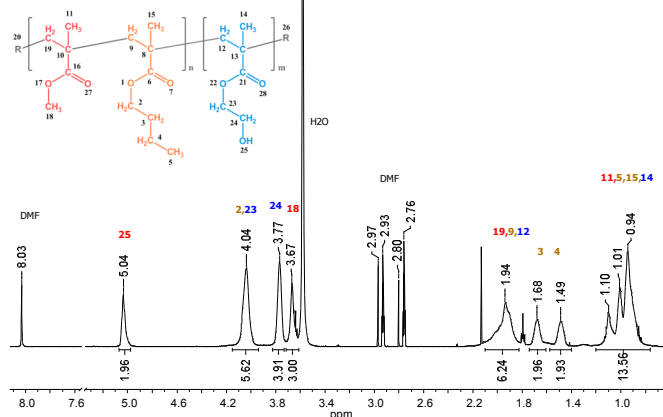 11
15
14
20
CH3
CH3
CH3
26
R
H2C
H2C
H2C
R
19
10
9
8
12
13
16
6
21
n
m
17 O
O
1 O
O
22 O
O
27
7
28
CH3
H2C 2
H2C 23
18
3 CH2
24 CH2
H2C 4
OH
CH3
25
5
H2O
DMF
DMF
25
2,23
24
18
19,9,12
3
4
11,5,15,14
8.03
5.04
4.04
3.77
3.67
2.97
2.93
2.80
2.76
1.94
1.68
1.49
1.10
1.01
0.94
1.96
5.62
3.91
3.00
6.24
1.96
1.93
13.56
8.0 7.6 5.0 4.6 4.2 3.8 3.4 3.0 2.6 2.2 1.8 1.4 1.0
ppm